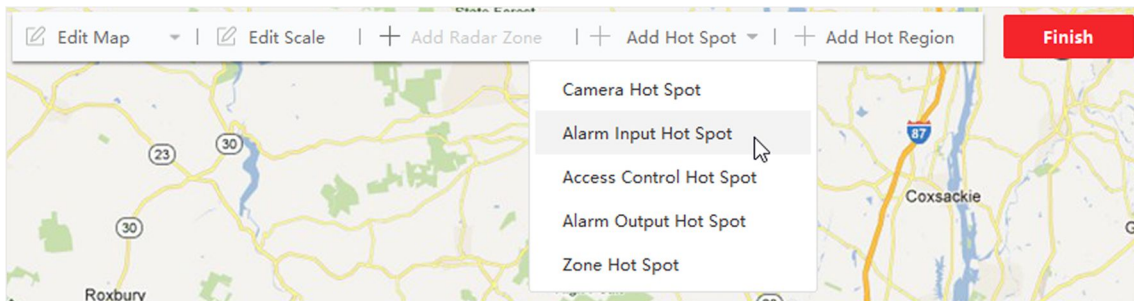 State Forest
Edit Map | Edit Scale | Add Radar Zone | Add Hot Spot | Add Hot Region Finish
Camera Hot Spot
Alarm Input Hot Spot
Access Control Hot Spot
Alarm Output Hot Spot
Zone Hot Spot
23
30
87
Coxsackie
30
Roxbury